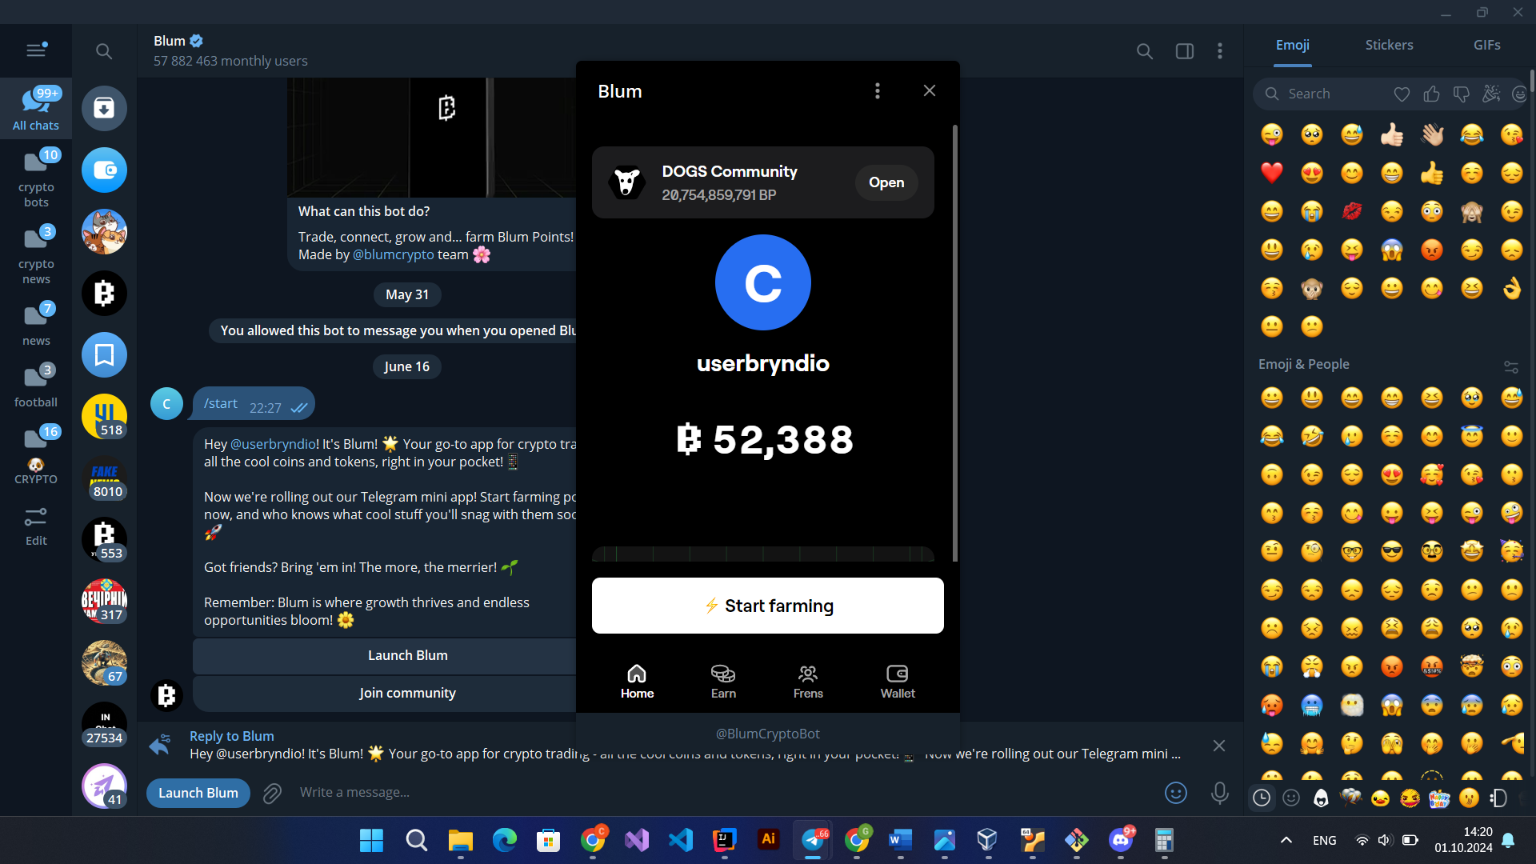 Blum
57 882 463 monthly users
99+
All chats
10
crypto
bots
3
crypto
news
7
news
3
football
16
CRYPTO
Edit
518
FAKE
8010
553
ВЕЧІРНІЙ
317
67
IN
27534
41
What can this bot do?
Trade, connect, grow and... farm Blum Points!
Made by @blumcrypto team 🌸
May 31
You allowed this bot to message you when you opened Blu
June 16
C
/start 22:27
Hey @userbryndio! It's Blum! 🌟 Your go-to app for crypto tra
all the cool coins and tokens, right in your pocket! 📱
Now we're rolling out our Telegram mini app! Start farming po
now, and who knows what cool stuff you'll snag with them soo
🚀
Got friends? Bring 'em in! The more, the merrier! 🌱
Remember: Blum is where growth thrives and endless
opportunities bloom! 🌼
Launch Blum
Join community
Reply to Blum
Hey @userbryndio! It's Blum! 🌟 Your go-to app for crypto trading - all the cool coins and tokens, right in your pocket! 📱 Now we're rolling out our Telegram mini ...
Launch Blum
Write a message...
Blum
DOGS Community
20,754,859,791 BP
Open
C
userbryndio
52,388
⚡ Start farming
Home
Earn
Frens
Wallet
@BlumCryptoBot
Emoji
Stickers
GIFs
Search
Emoji & People
C
Ai
66
G
W
9+
ENG
14:20
01.10.2024